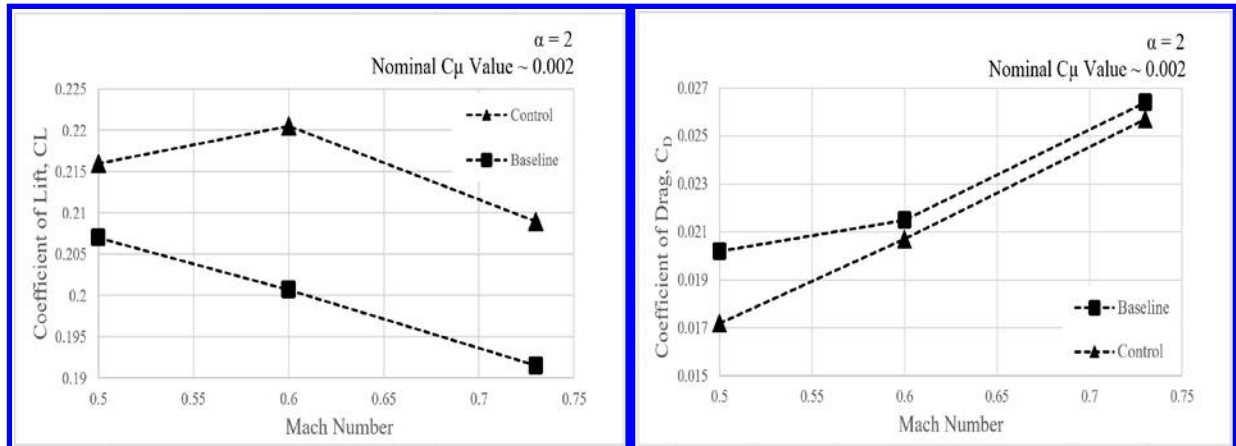 α = 2
Nominal Cμ Value ~ 0.002
0.225
0.22
0.215
0.21
0.205
0.2
0.195
0.19
Coefficient of Lift, CL
Control
Baseline
0.5 0.55 0.6 0.65 0.7 0.75
Mach Number
α = 2
Nominal Cμ Value ~ 0.002
0.027
0.025
0.023
0.021
0.019
0.017
0.015
Coefficient of Drag, C_D
Baseline
Control
0.5 0.55 0.6 0.65 0.7 0.75
Mach Number